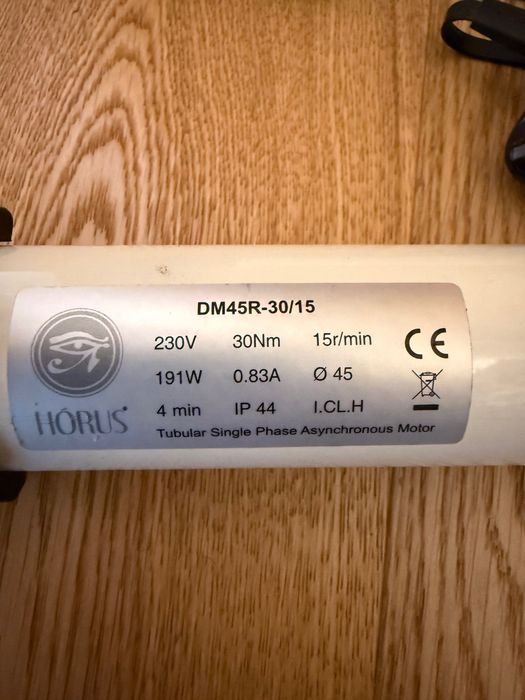 DM45R-30/15
230V 30Nm 15r/min CE
191W 0.83A Ø 45
4 min IP 44 I.CL.H
HÓRUS
Tubular Single Phase Asynchronous Motor